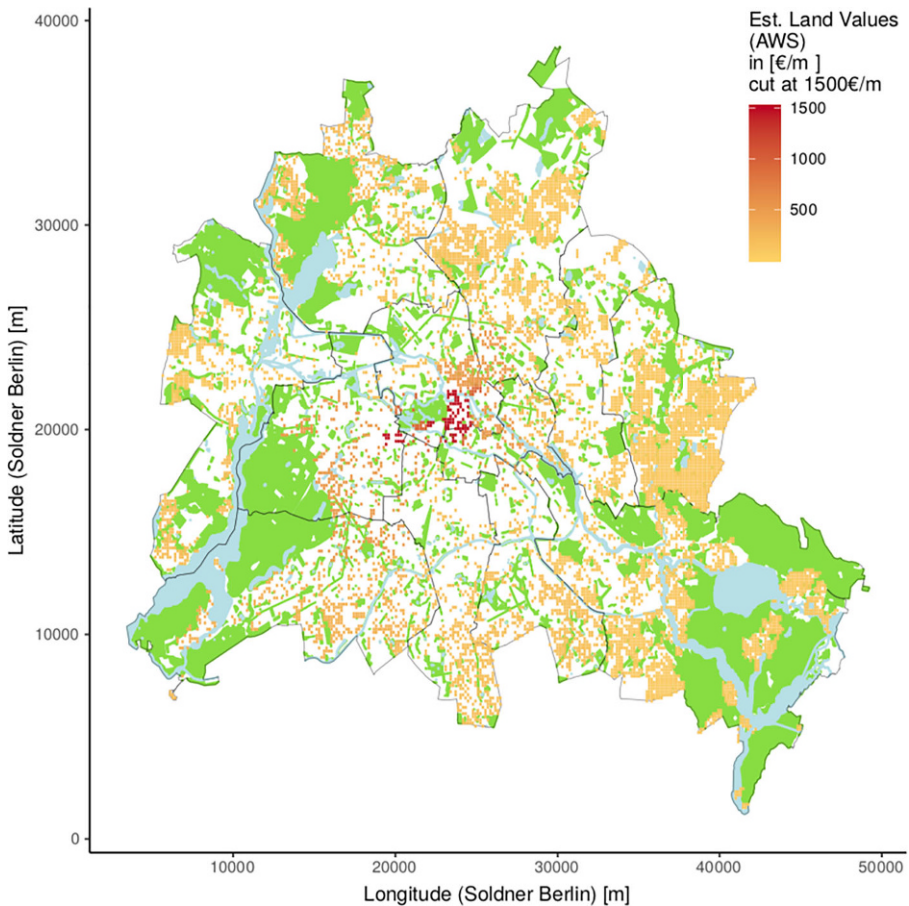 Est. Land Values
(AWS)
in [€/m ]
cut at 1500€/m
1500
1000
500
40000
30000
20000
10000
0
Latitude (Soldner Berlin) [m]
10000 20000 30000 40000 50000
Longitude (Soldner Berlin) [m]